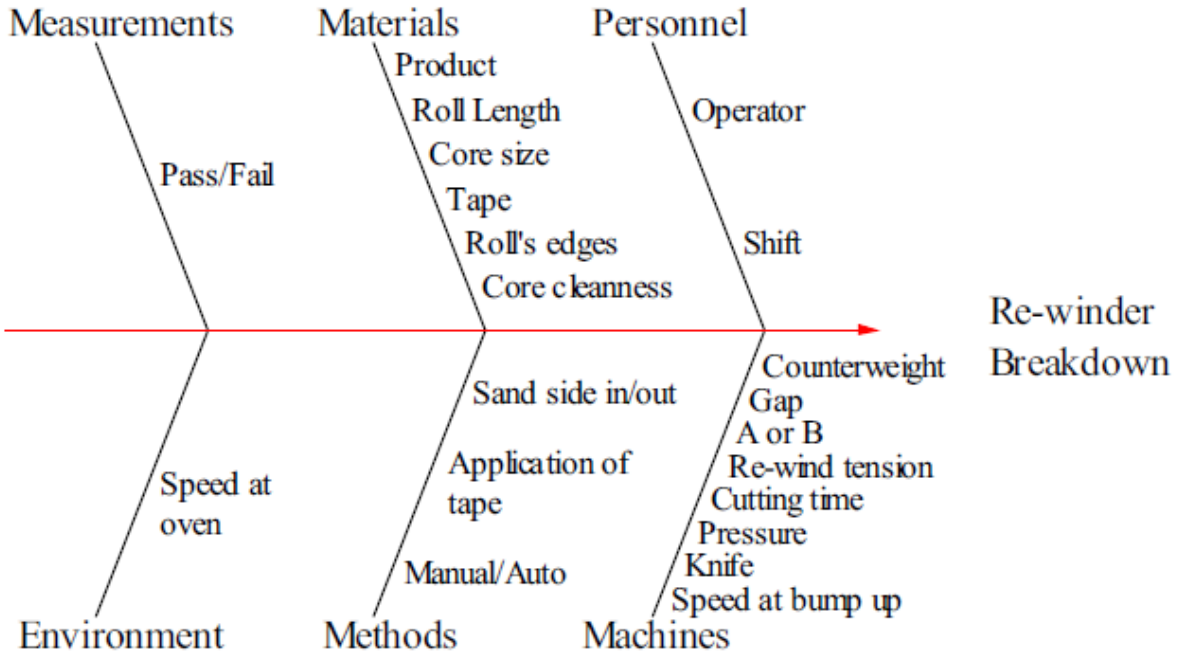 Measurements
Materials
Personnel
Product
Roll Length
Core size
Tape
Roll's edges
Core cleanness
Operator
Shift
Pass/Fail
Re-winder
Breakdown
Speed at
oven
Sand side in/out
Application of
tape
Manual/Auto
Counterweight
Gap
A or B
Re-wind tension
Cutting time
Pressure
Knife
Speed at bump up
Environment
Methods
Machines